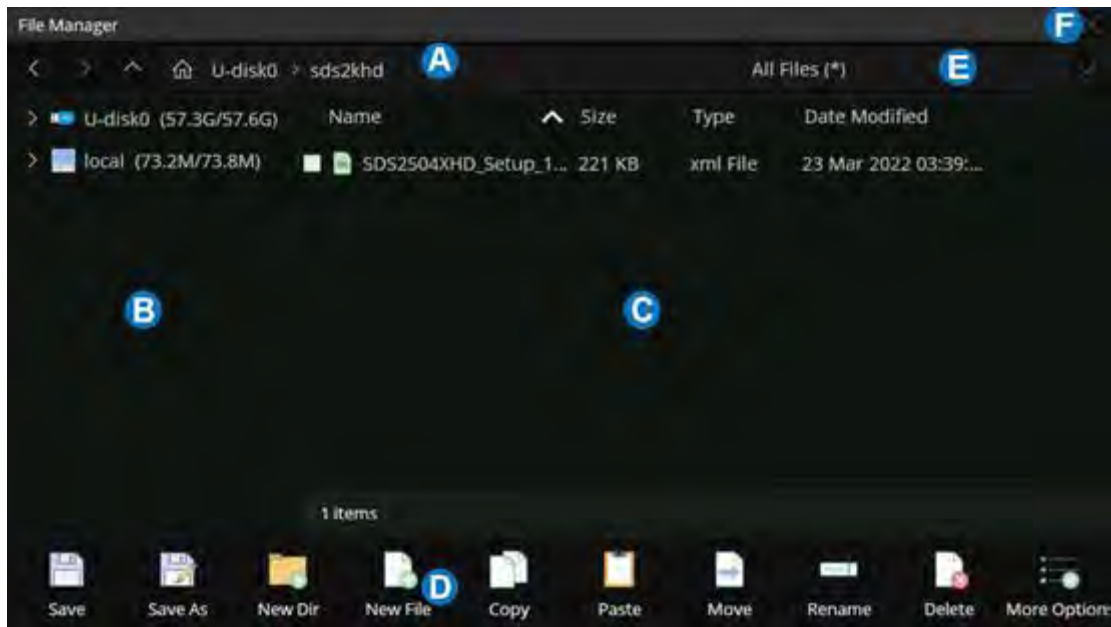 File Manager F
U-disk0 > sds2khd A All Files (*) E
U-disk0 (57.3G/57.6G) Name Size Type Date Modified
local (73.2M/73.8M) SDS2504XHD_Setup_1... 221 KB xml File 23 Mar 2022 03:39:...
B C
1 items
D
Save Save As New Dir New File Copy Paste Move Rename Delete More Options